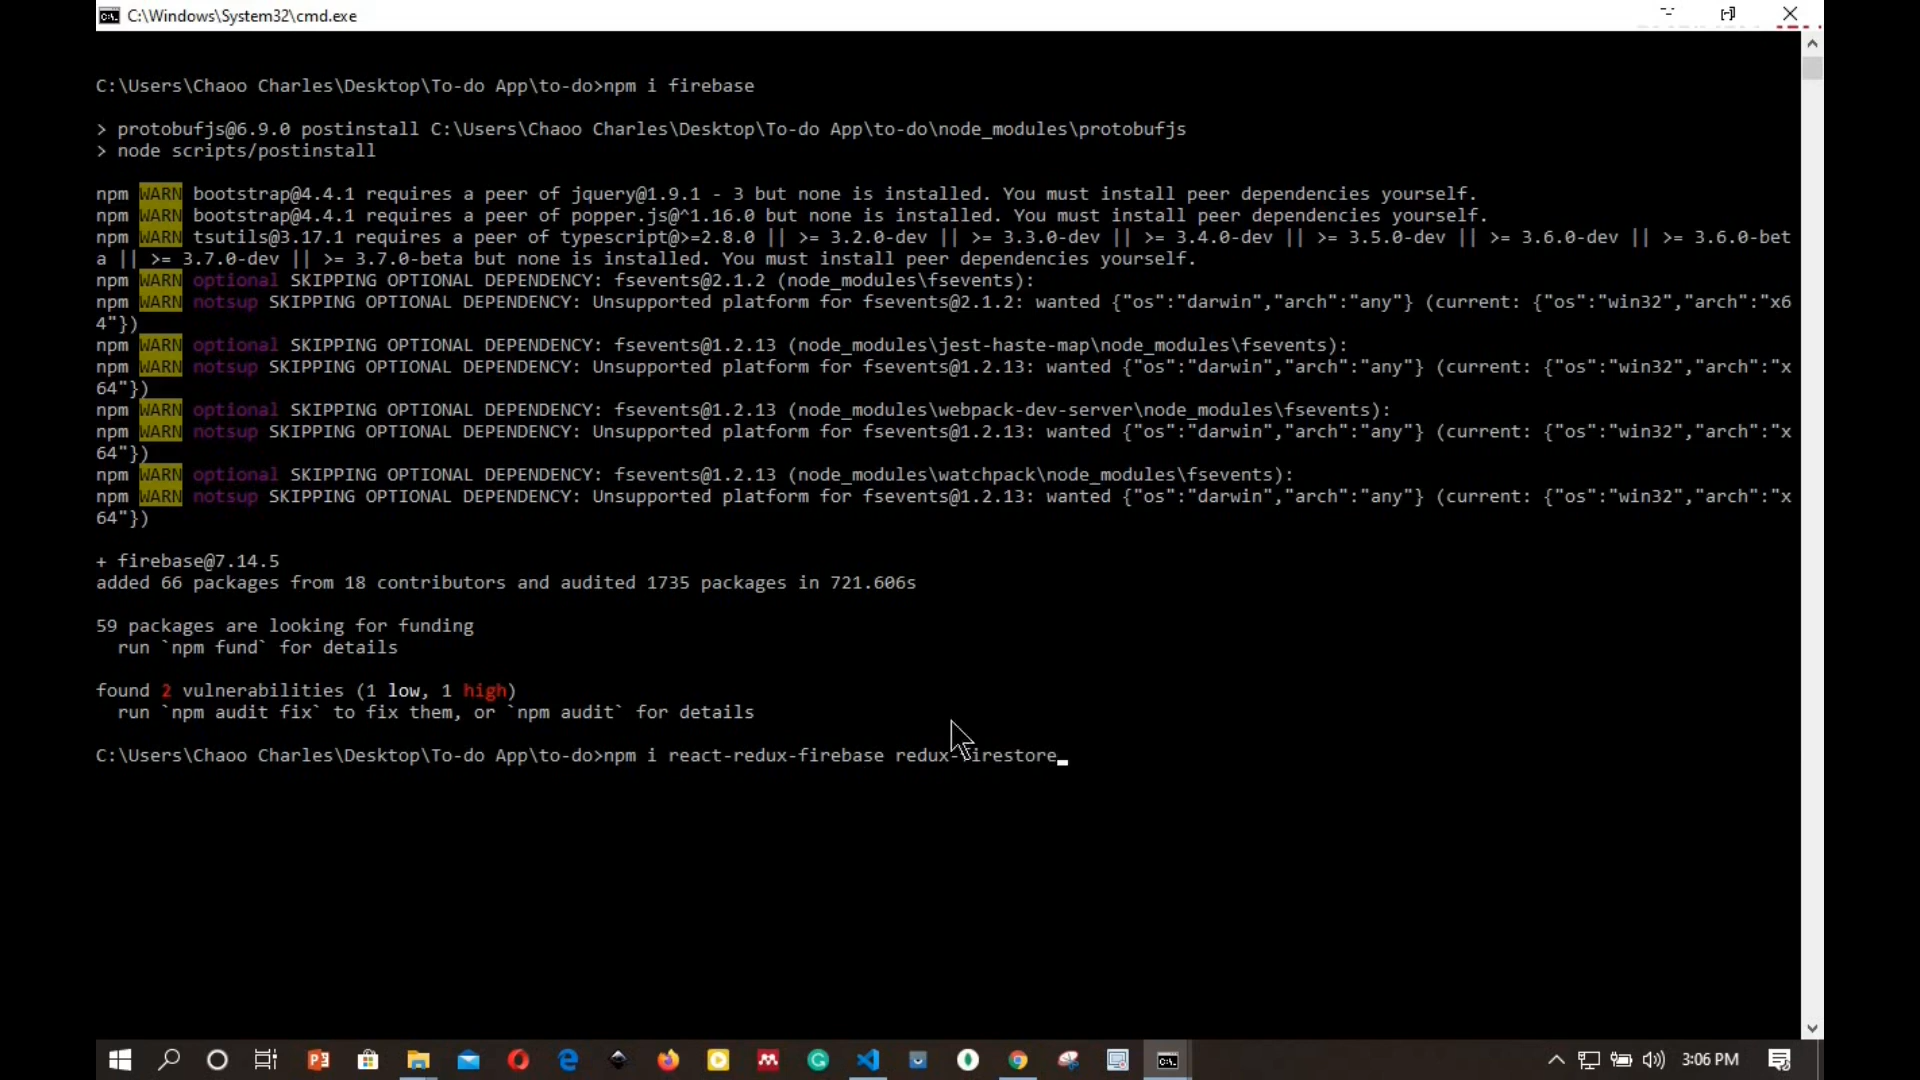 C:\Windows\System32\cmd.exe
C:\Users\Chaoo Charles\Desktop\To-do App\to-do>npm i firebase
> protobufjs@6.9.0 postinstall C:\Users\Chaoo Charles\Desktop\To-do App\to-do\node_modules\protobufjs
> node scripts/postinstall
npm WARN bootstrap@4.4.1 requires a peer of jquery@1.9.1 - 3 but none is installed. You must install peer dependencies yourself.
npm WARN bootstrap@4.4.1 requires a peer of popper.js@^1.16.0 but none is installed. You must install peer dependencies yourself.
npm WARN tsutils@3.17.1 requires a peer of typescript@>=2.8.0 || >= 3.2.0-dev || >= 3.3.0-dev || >= 3.4.0-dev || >= 3.5.0-dev || >= 3.6.0-dev || >= 3.6.0-bet
a || >= 3.7.0-dev || >= 3.7.0-beta but none is installed. You must install peer dependencies yourself.
npm WARN optional SKIPPING OPTIONAL DEPENDENCY: fsevents@2.1.2 (node_modules\fsevents):
npm WARN notsup SKIPPING OPTIONAL DEPENDENCY: Unsupported platform for fsevents@2.1.2: wanted {"os":"darwin","arch":"any"} (current: {"os":"win32","arch":"x6
4"})
npm WARN optional SKIPPING OPTIONAL DEPENDENCY: fsevents@1.2.13 (node_modules\jest-haste-map\node_modules\fsevents):
npm WARN notsup SKIPPING OPTIONAL DEPENDENCY: Unsupported platform for fsevents@1.2.13: wanted {"os":"darwin","arch":"any"} (current: {"os":"win32","arch":"x
64"})
npm WARN optional SKIPPING OPTIONAL DEPENDENCY: fsevents@1.2.13 (node_modules\webpack-dev-server\node_modules\fsevents):
npm WARN notsup SKIPPING OPTIONAL DEPENDENCY: Unsupported platform for fsevents@1.2.13: wanted {"os":"darwin","arch":"any"} (current: {"os":"win32","arch":"x
64"})
npm WARN optional SKIPPING OPTIONAL DEPENDENCY: fsevents@1.2.13 (node_modules\watchpack\node_modules\fsevents):
npm WARN notsup SKIPPING OPTIONAL DEPENDENCY: Unsupported platform for fsevents@1.2.13: wanted {"os":"darwin","arch":"any"} (current: {"os":"win32","arch":"x
64"})
+ firebase@7.14.5
added 66 packages from 18 contributors and audited 1735 packages in 721.606s
59 packages are looking for funding
run `npm fund` for details
found 2 vulnerabilities (1 low, 1 high)
run `npm audit fix` to fix them, or `npm audit` for details
C:\Users\Chaoo Charles\Desktop\To-do App\to-do>npm i react-redux-firebase redux-firestore
3:06 PM